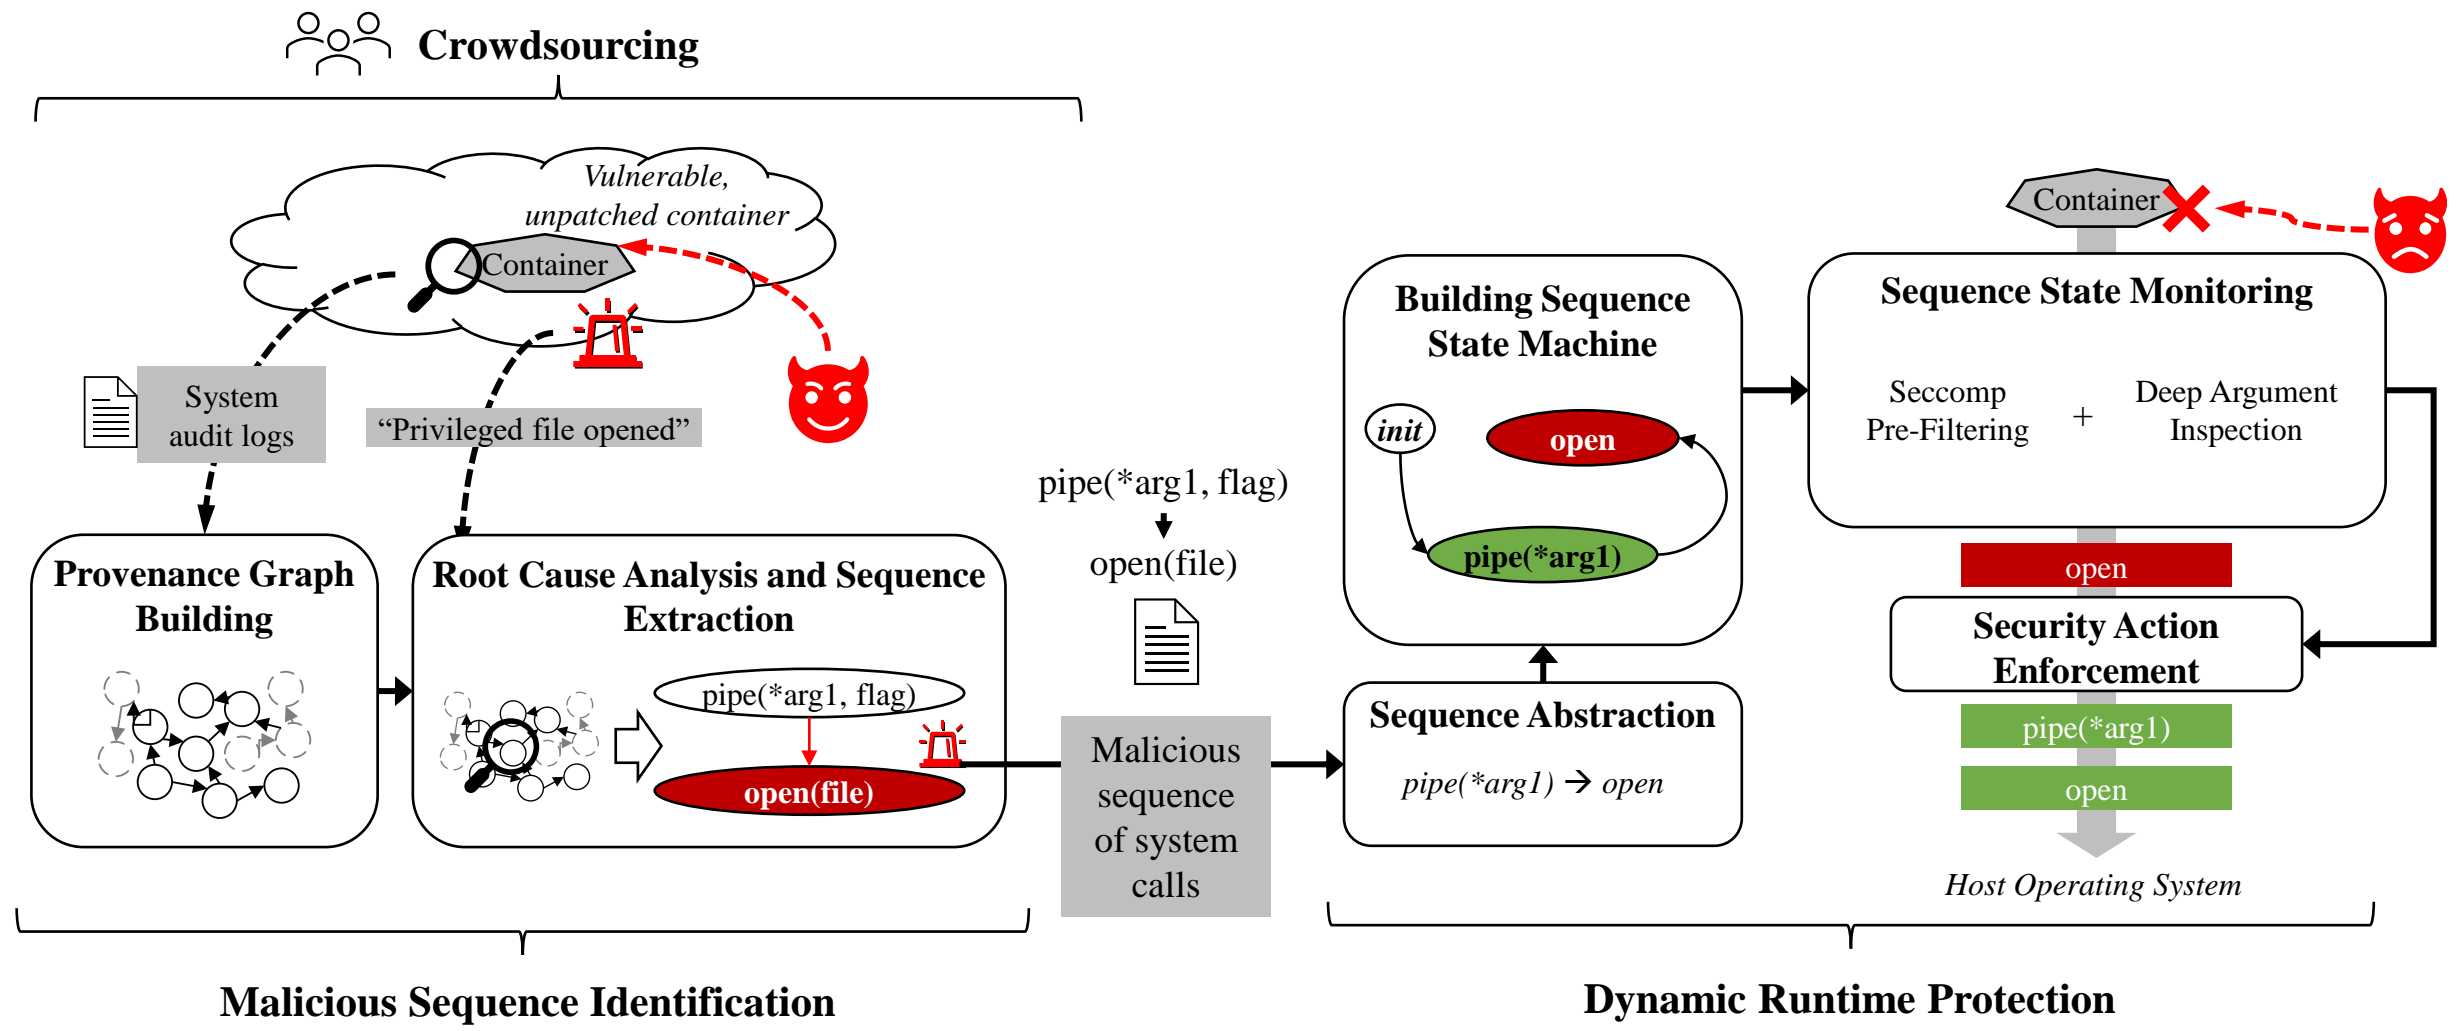 Crowdsourcing
Vulnerable,
unpatched container
Container
System
audit logs
“Privileged file opened”
Provenance Graph
Building
Root Cause Analysis and Sequence
Extraction
pipe(*arg1, flag)
open(file)
Malicious Sequence Identification
pipe(*arg1, flag)
open(file)
Malicious
sequence
of system
calls
Building Sequence
State Machine
init
open
pipe(*arg1)
Sequence Abstraction
pipe(*arg1) → open
Container
Sequence State Monitoring
Seccomp
Pre-Filtering
+
Deep Argument
Inspection
open
Security Action
Enforcement
pipe(*arg1)
open
Host Operating System
Dynamic Runtime Protection